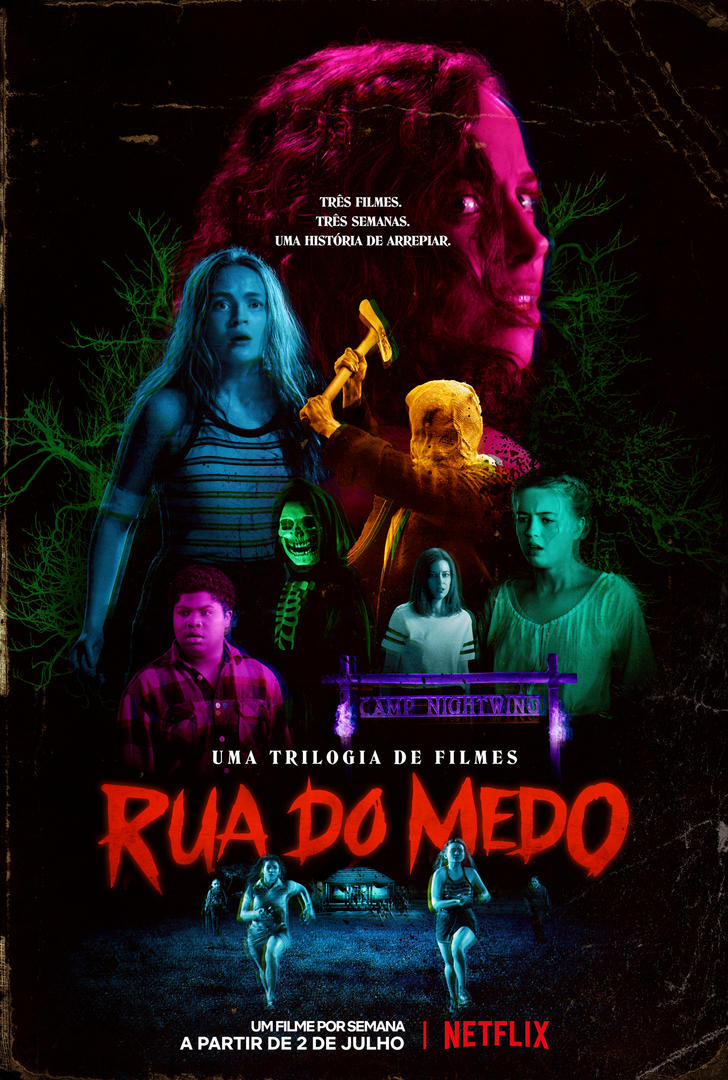 TRÊS FILMES.
TRÊS SEMANAS.
UMA HISTÓRIA DE ARREPIAR.
CAMP NIGHTWING
UMA TRILOGIA DE FILMES
RUA DO MEDO
UM FILME POR SEMANA
A PARTIR DE 2 DE JULHO | NETFLIX